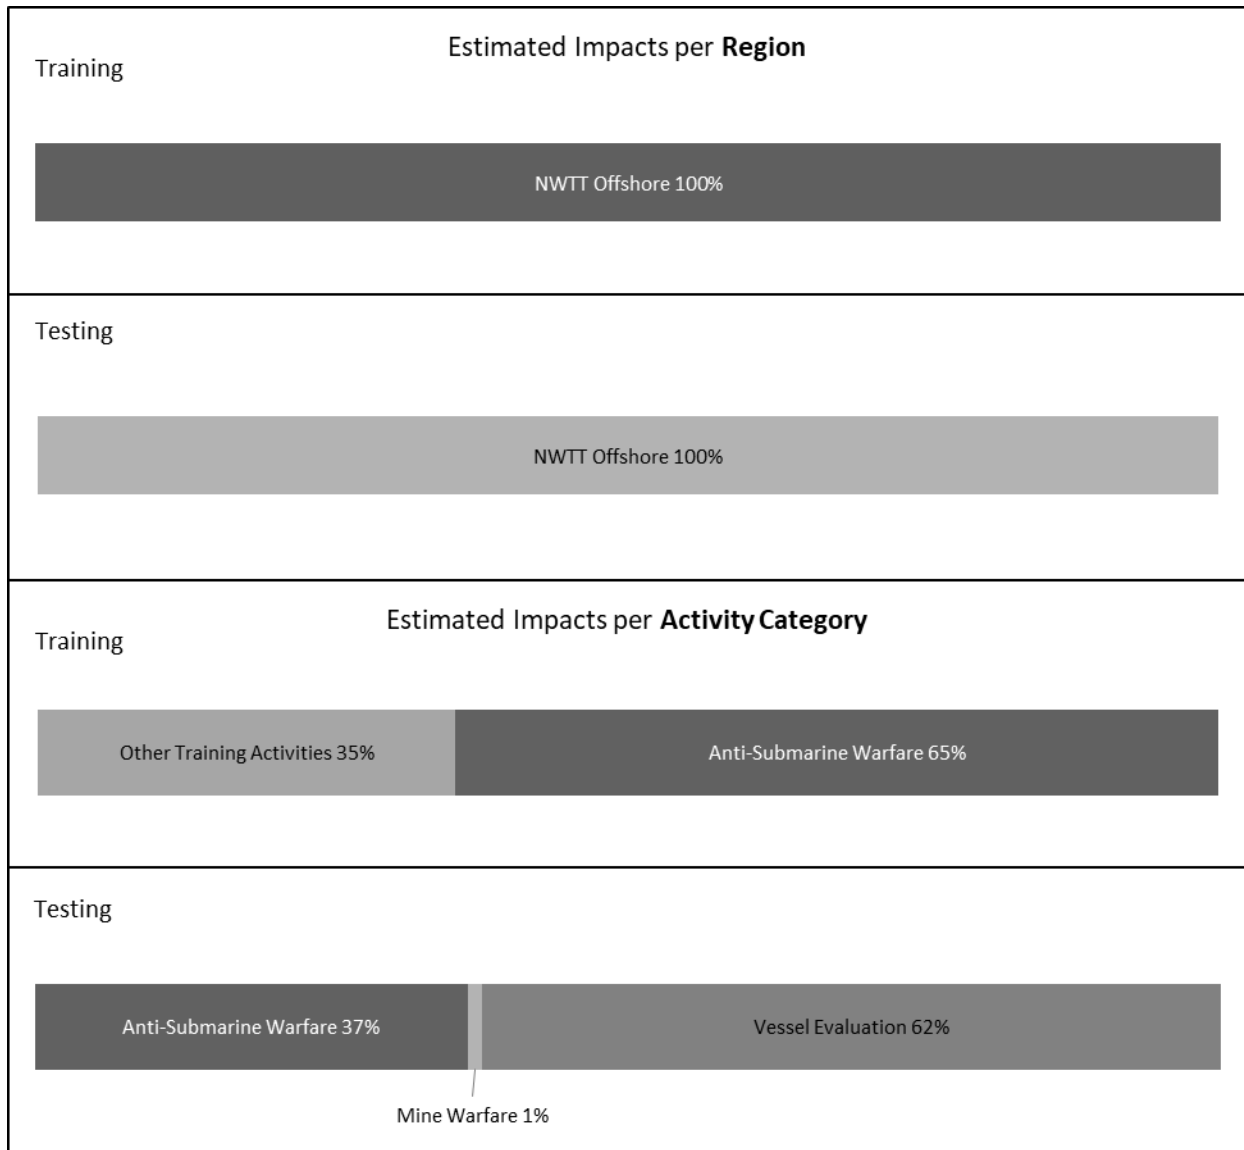 Estimated Impacts per Region
Training
NWTT Offshore 100%
Testing
NWTT Offshore 100%
Estimated Impacts per Activity Category
Training
Other Training Activities 35%
Anti-Submarine Warfare 65%
Testing
Anti-Submarine Warfare 37%
Vessel Evaluation 62%
Mine Warfare 1%